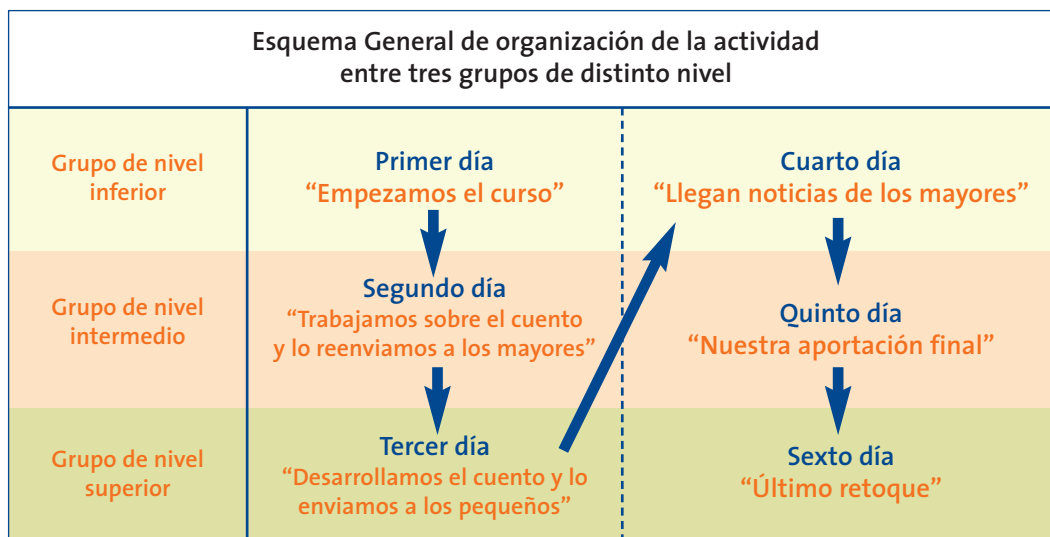 Esquema General de organización de la actividad
entre tres grupos de distinto nivel
Grupo de nivel
inferior
Primer día
“Empezamos el curso”
Cuarto día
“Llegan noticias de los mayores”
Grupo de nivel
intermedio
Segundo día
“Trabajamos sobre el cuento
y lo reenviamos a los mayores”
Quinto día
“Nuestra aportación final”
Grupo de nivel
superior
Tercer día
“Desarrollamos el cuento y lo
enviamos a los pequeños”
Sexto día
“Último retoque”